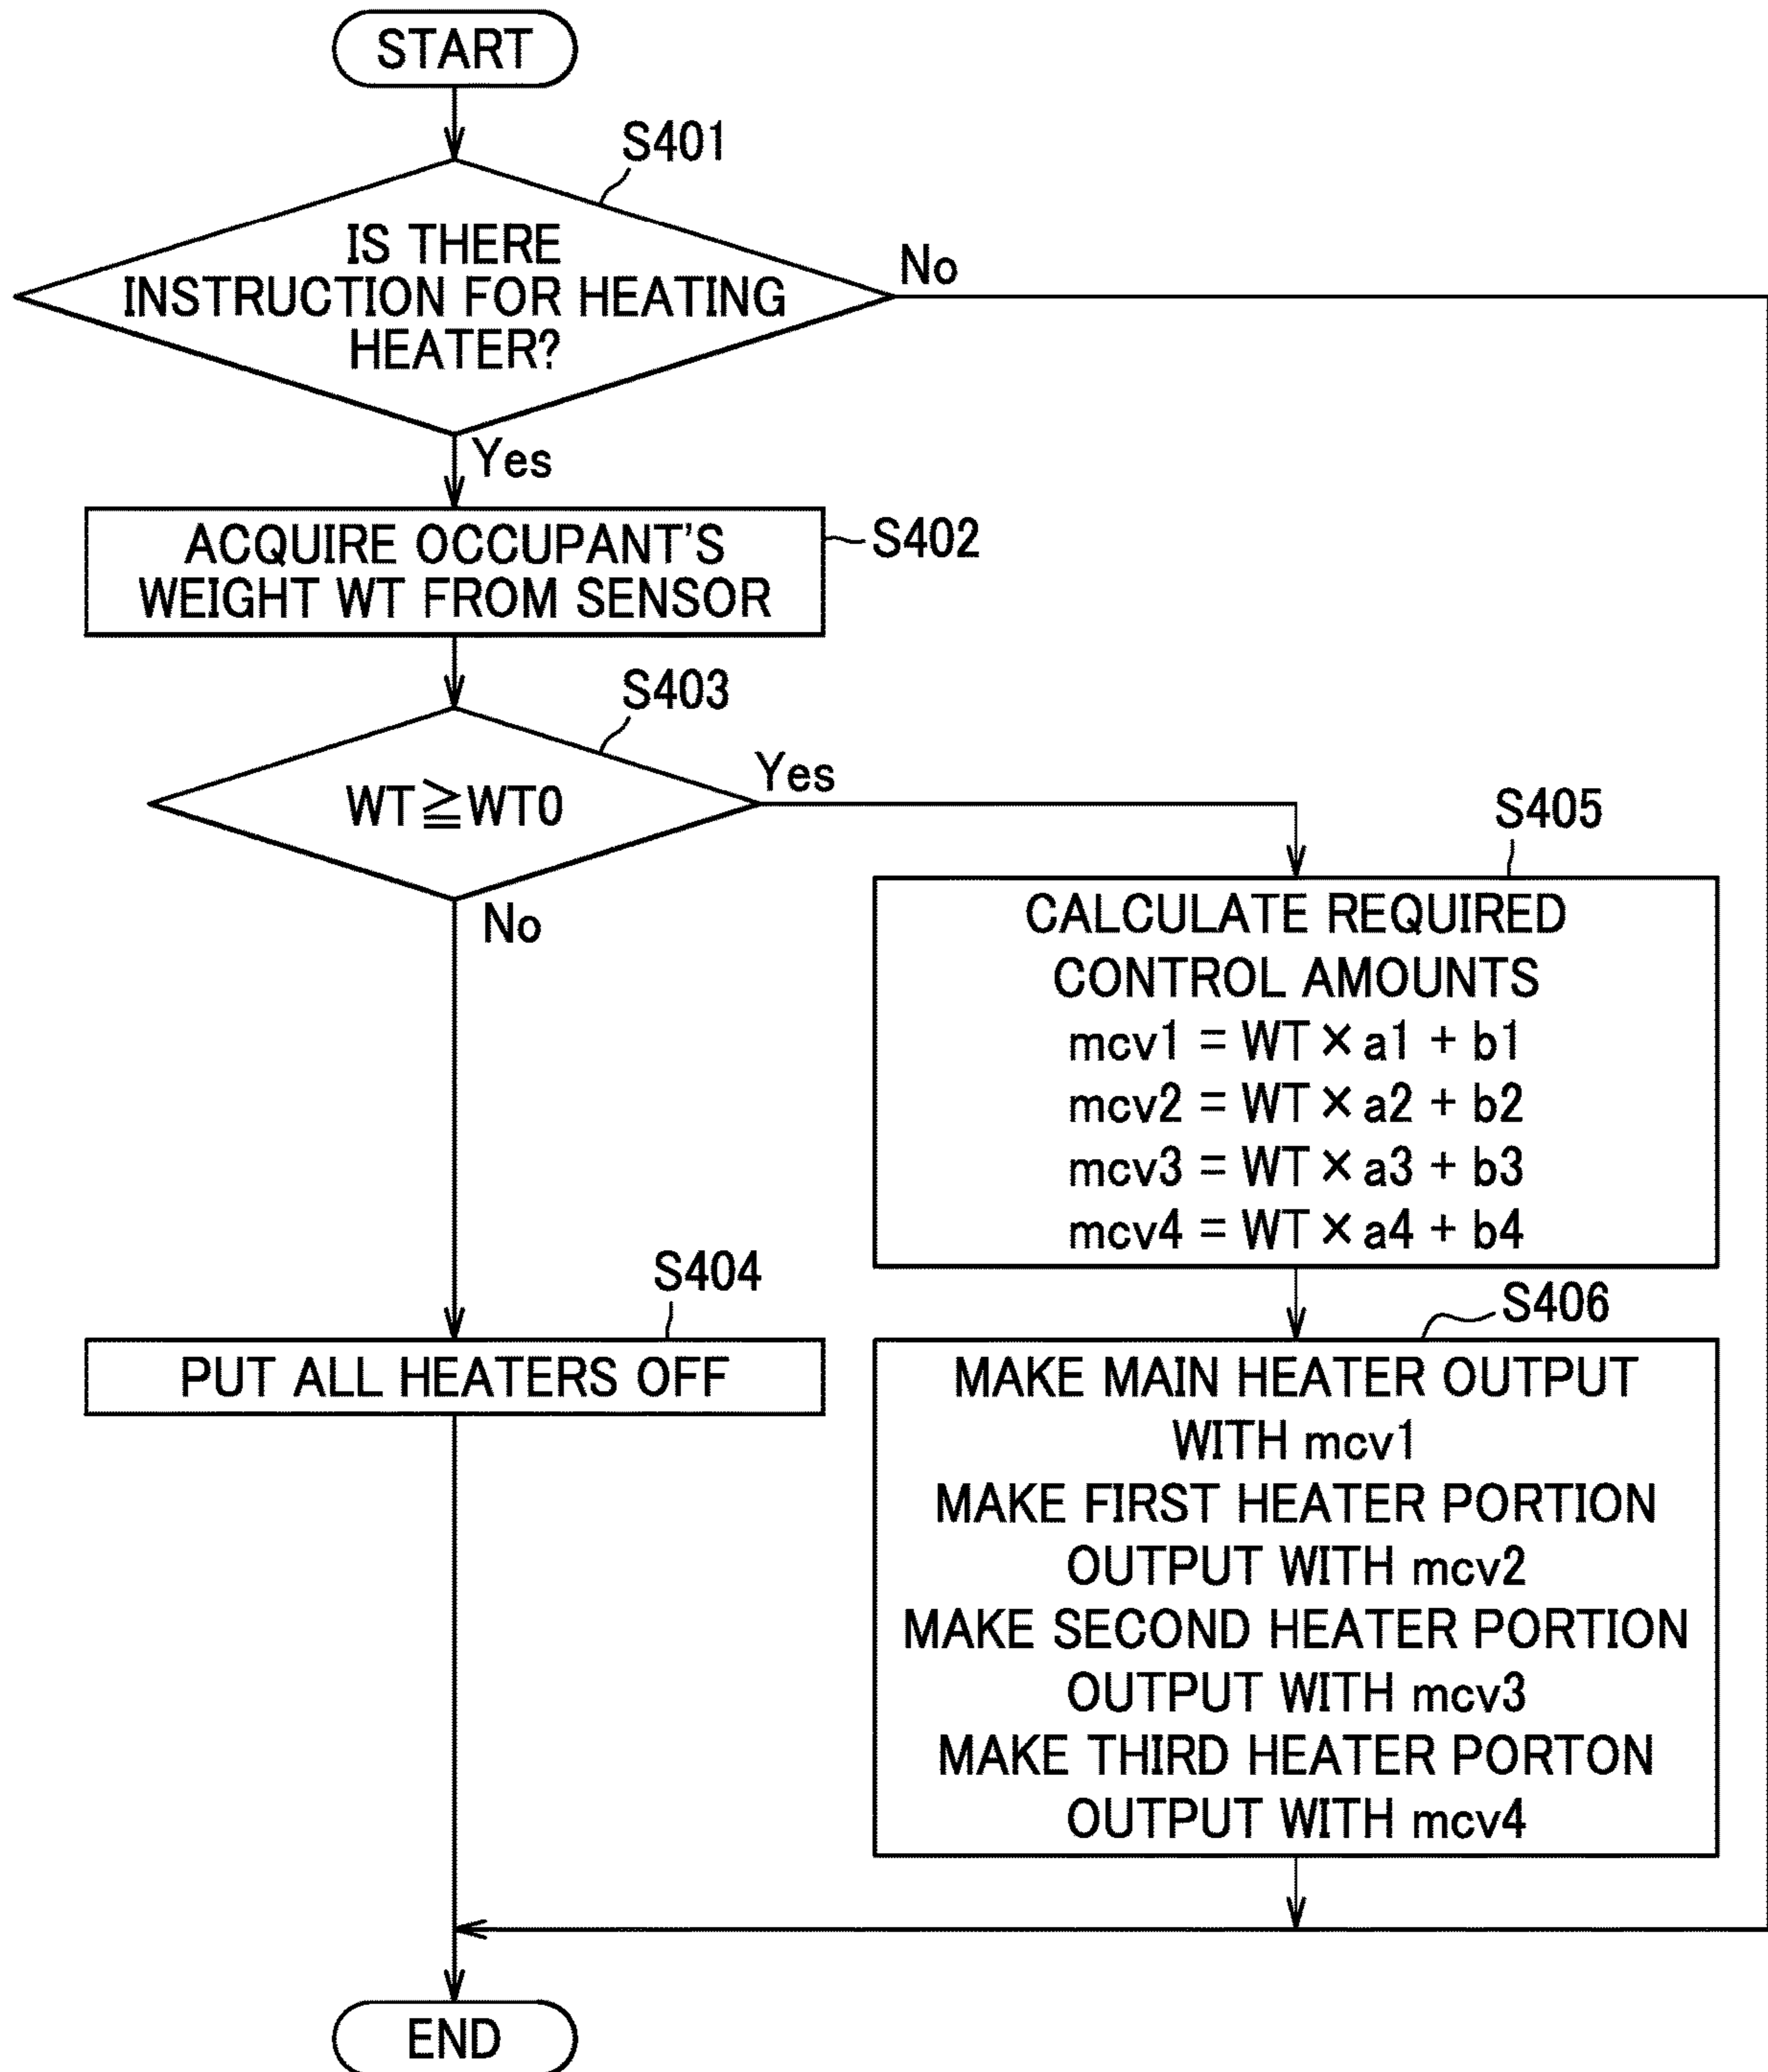 START
S401
IS THERE
INSTRUCTION FOR HEATING
HEATER?
No
Yes
ACQUIRE OCCUPANT'S
WEIGHT WT FROM SENSOR
S402
S403
WT≧WT0
Yes
No
S405
CALCULATE REQUIRED
CONTROL AMOUNTS
mcv1 = WT × a1 + b1
mcv2 = WT × a2 + b2
mcv3 = WT × a3 + b3
mcv4 = WT × a4 + b4
S404
PUT ALL HEATERS OFF
S406
MAKE MAIN HEATER OUTPUT
WITH mcv1
MAKE FIRST HEATER PORTION
OUTPUT WITH mcv2
MAKE SECOND HEATER PORTION
OUTPUT WITH mcv3
MAKE THIRD HEATER PORTON
OUTPUT WITH mcv4
END